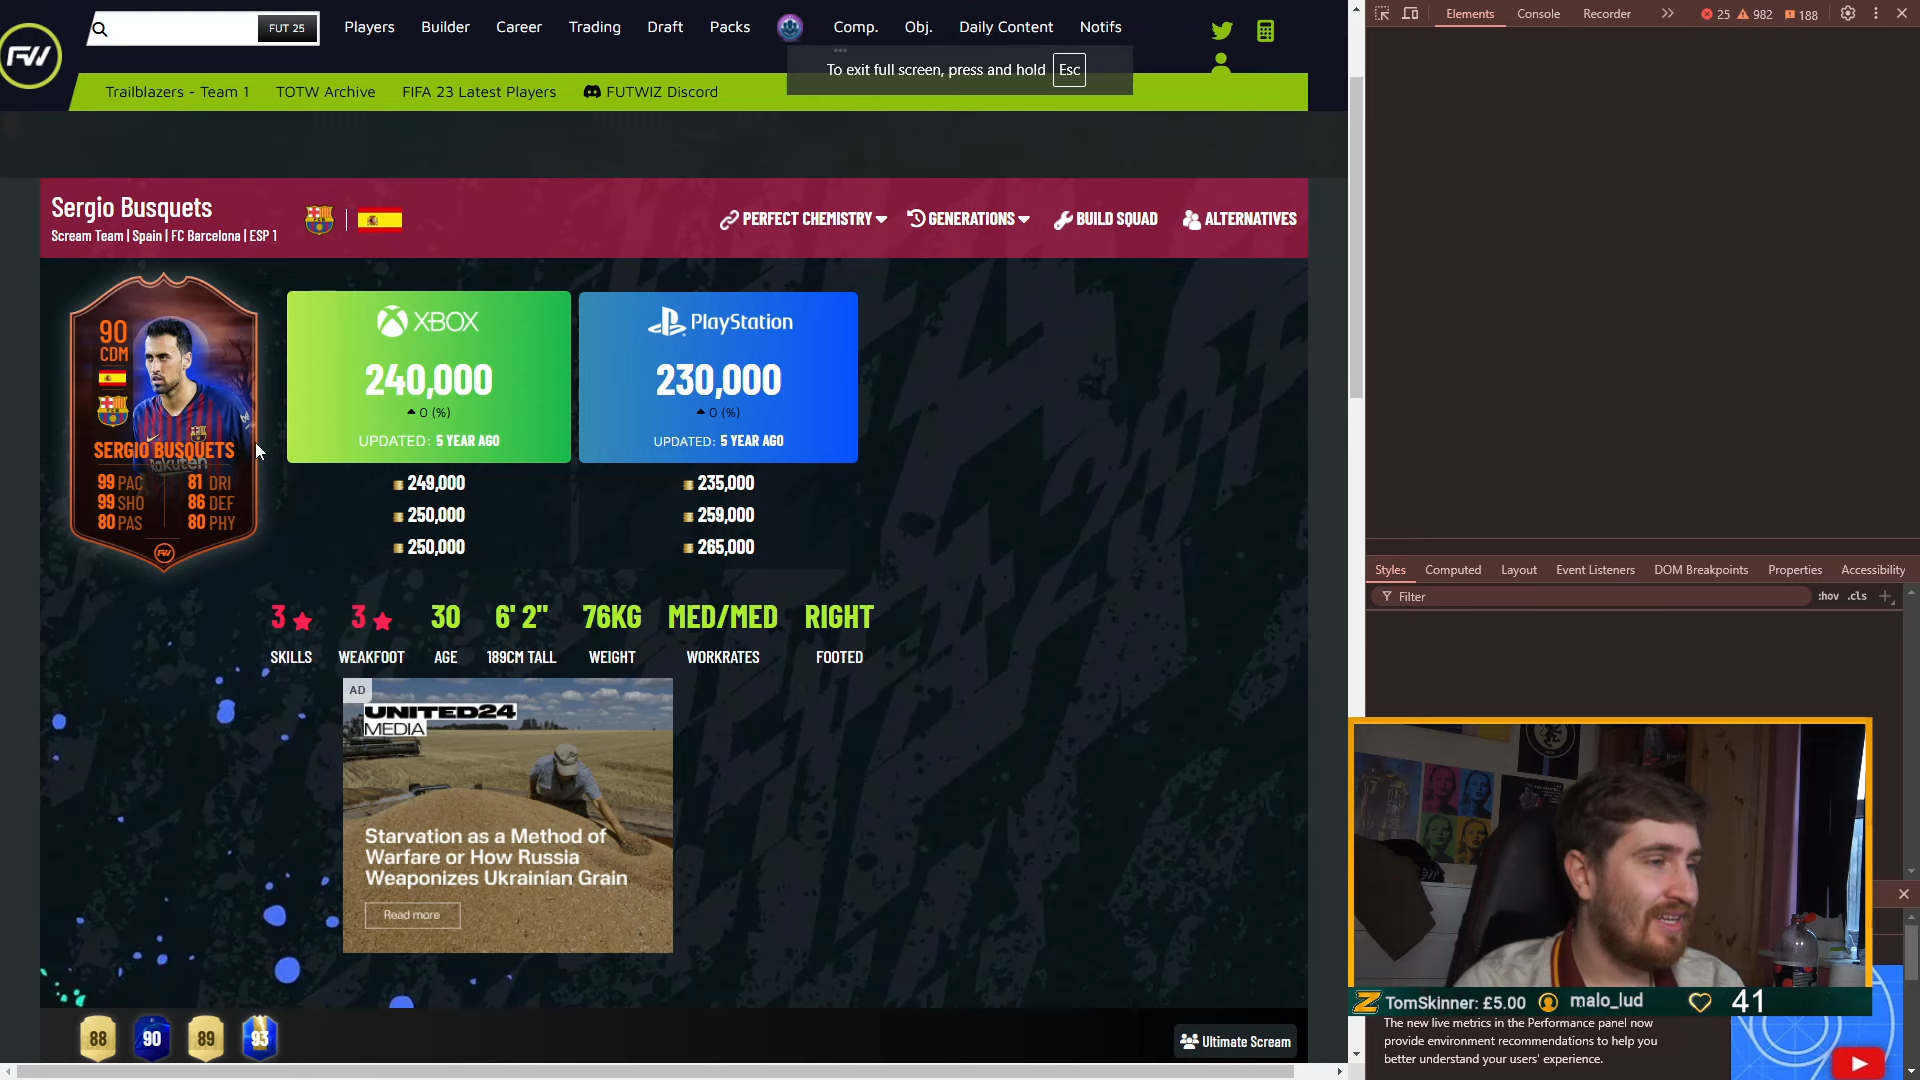 FW
FUT 25
Players
Builder
Career
Trading
Draft
Packs
Comp.
Obj.
Daily Content
Notifs
To exit full screen, press and hold Esc
Trailblazers - Team 1
TOTW Archive
FIFA 23 Latest Players
FUTWIZ Discord
Sergio Busquets
Scream Team | Spain | FC Barcelona | ESP 1
PERFECT CHEMISTRY
GENERATIONS
BUILD SQUAD
ALTERNATIVES
90
CDM
SERGIO BUSQUETS
Rakuten
99 PAC 81 DRI
99 SHO 86 DEF
80 PAS 80 PHY
FW
XBOX
240,000
0 (%)
UPDATED: 5 YEAR AGO
249,000
250,000
250,000
PlayStation
230,000
0 (%)
UPDATED: 5 YEAR AGO
235,000
259,000
265,000
3 3 30 6' 2" 76KG MED/MED RIGHT
SKILLS WEAKFOOT AGE 189CM TALL WEIGHT WORKRATES FOOTED
AD
UNITED24
MEDIA
Starvation as a Method of
Warfare or How Russia
Weaponizes Ukrainian Grain
Read more
88 90 89 93
Ultimate Scream
Elements Console Recorder 25 982 188
Styles Computed Layout Event Listeners DOM Breakpoints Properties Accessibility
Filter :hov .cls
TomSkinner: £5.00 malo_lud 41
The new live metrics in the Performance panel now
provide environment recommendations to help you
better understand your users' experience.